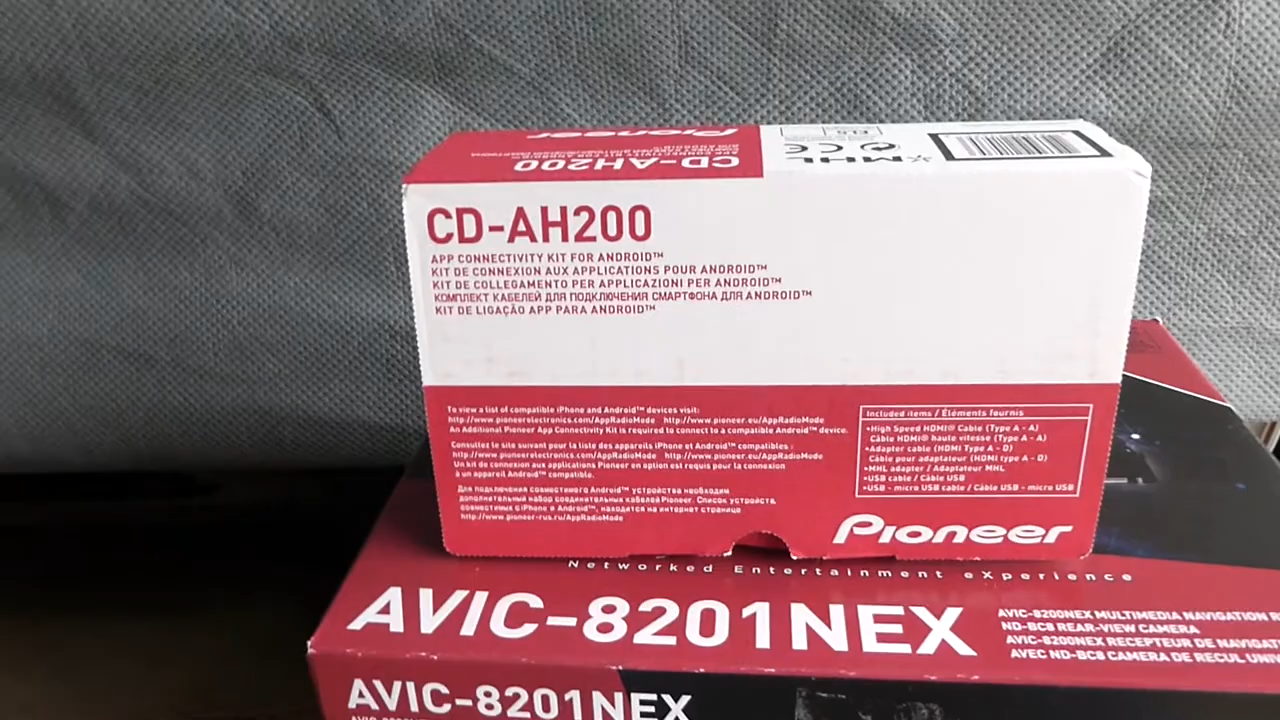 Pioneer
CD-AH200
MHL
CD-AH200
APP CONNECTIVITY KIT FOR ANDROID™
KIT DE CONNEXION AUX APPLICATIONS POUR ANDROID™
KIT DE COLLEGAMENTO PER APPLICAZIONI PER ANDROID™
КОМПЛЕКТ КАБЕЛЕЙ ДЛЯ ПОДКЛЮЧЕНИЯ СМАРТФОНА ДЛЯ ANDROID™
KIT DE LIGAÇÃO APP PARA ANDROID™
To view a list of compatible iPhone and Android™ devices visit:
http://www.pioneerelectronics.com/AppRadioMode http://www.pioneer.eu/AppRadioMode
An Additional Pioneer App Connectivity Kit is required to connect to a compatible Android™ device.
Consultez le site suivant pour la liste des appareils iPhone et Android™ compatibles :
http://www.pioneerelectronics.com/AppRadioMode http://www.pioneer.eu/AppRadioMode
Un kit de connexion aux applications Pioneer en option est requis pour la connexion
à un appareil Android™ compatible.
Для подключения совместимого Android™ устройства необходим
дополнительный набор соединительных кабелей Pioneer. Список устройств,
совместимых с iPhone и Android™, находится на интернет странице
http://www.pioneer-rus.ru/AppRadioMode
Included items / Éléments fournis
•High Speed HDMI® Cable (Type A - A)
Câble HDMI® haute vitesse (Type A - A)
•Adapter cable (HDMI Type A - D)
Câble pour adaptateur (HDMI type A - D)
•MHL adapter / Adaptateur MHL
•USB cable / Câble USB
•USB - micro USB cable / Câble USB - micro USB
Pioneer
Networked Entertainment eXperience
AVIC-8201NEX
AVIC-8200NEX MULTIMEDIA NAVIGATION
ND-BC8 REAR-VIEW CAMERA
AVIC-8200NEX RECEPTEUR DE
AVEC ND-BC8 CAMERA DE RECUL
AVIC-8201NEX